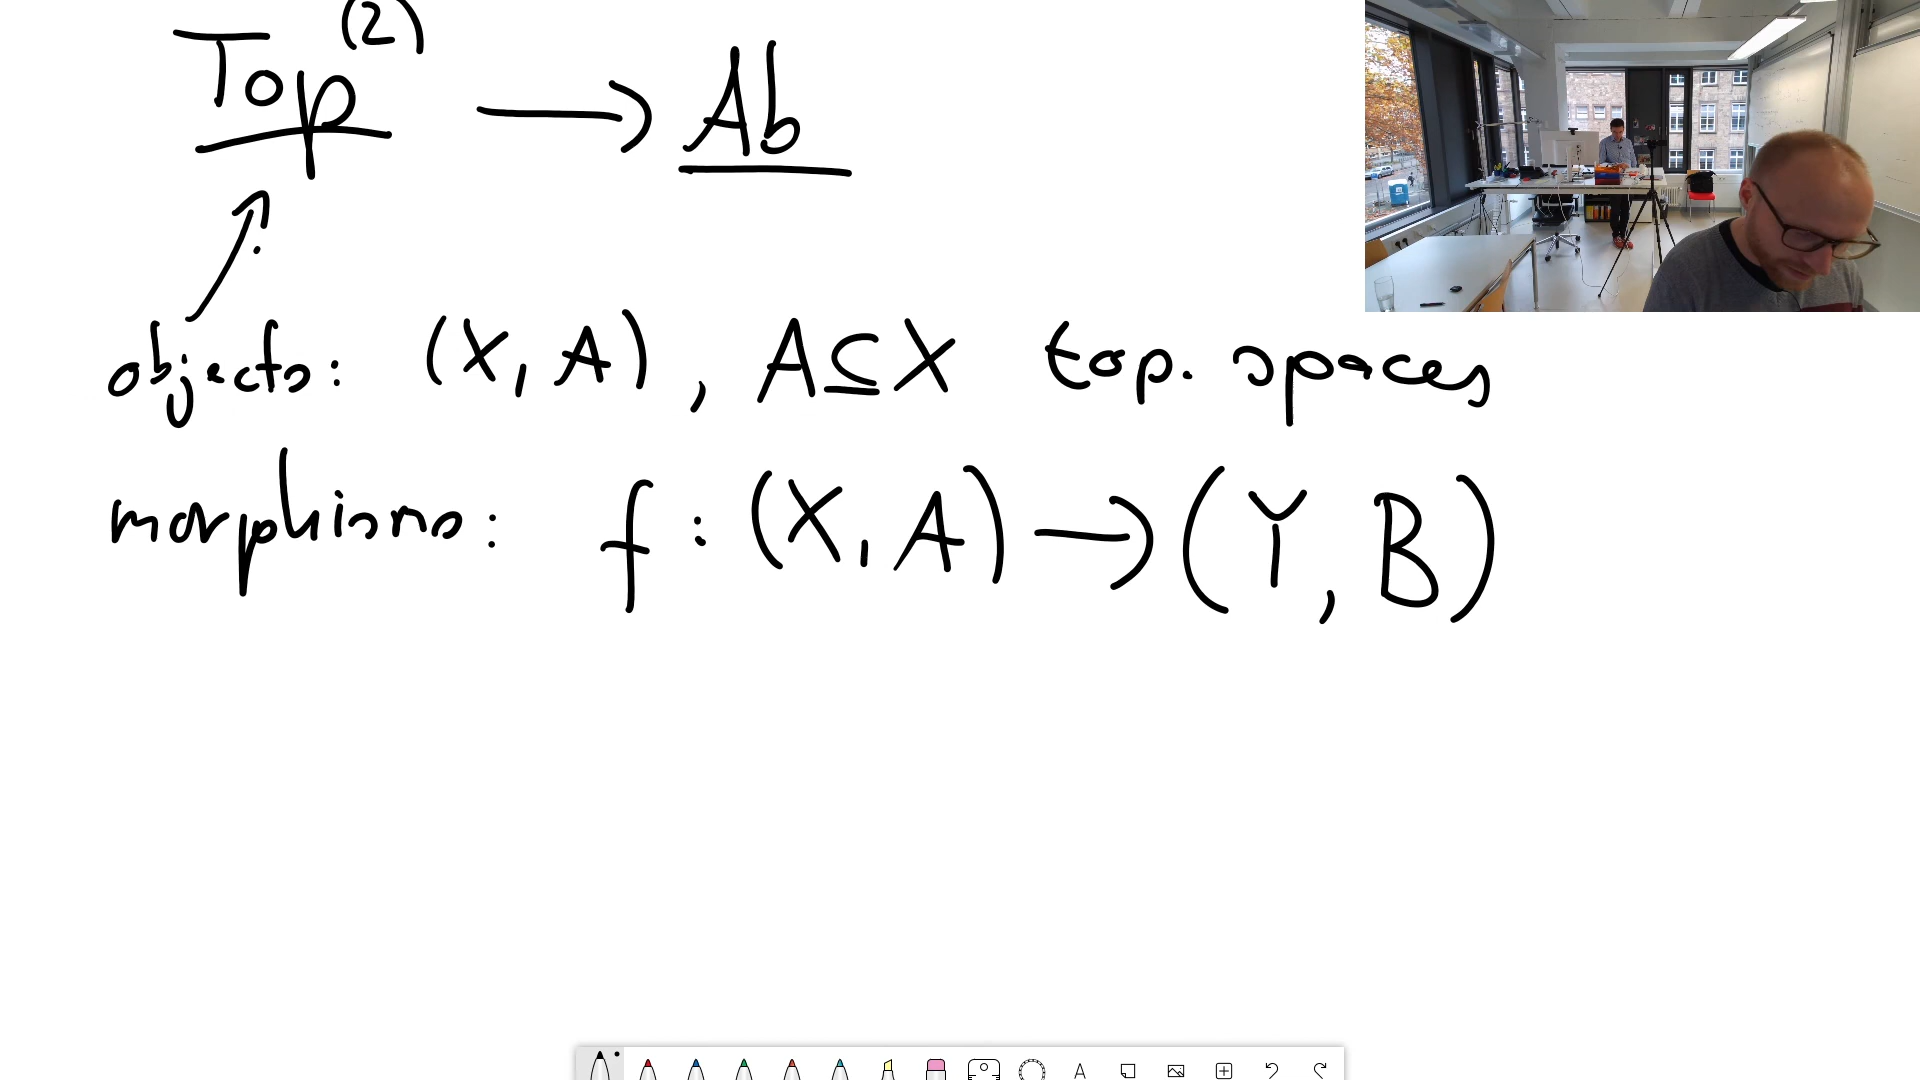 Top⁽²⁾ → Ab
objects: (X, A), A ⊆ X top. spaces
morphisms: f : (X, A) → (Y, B)